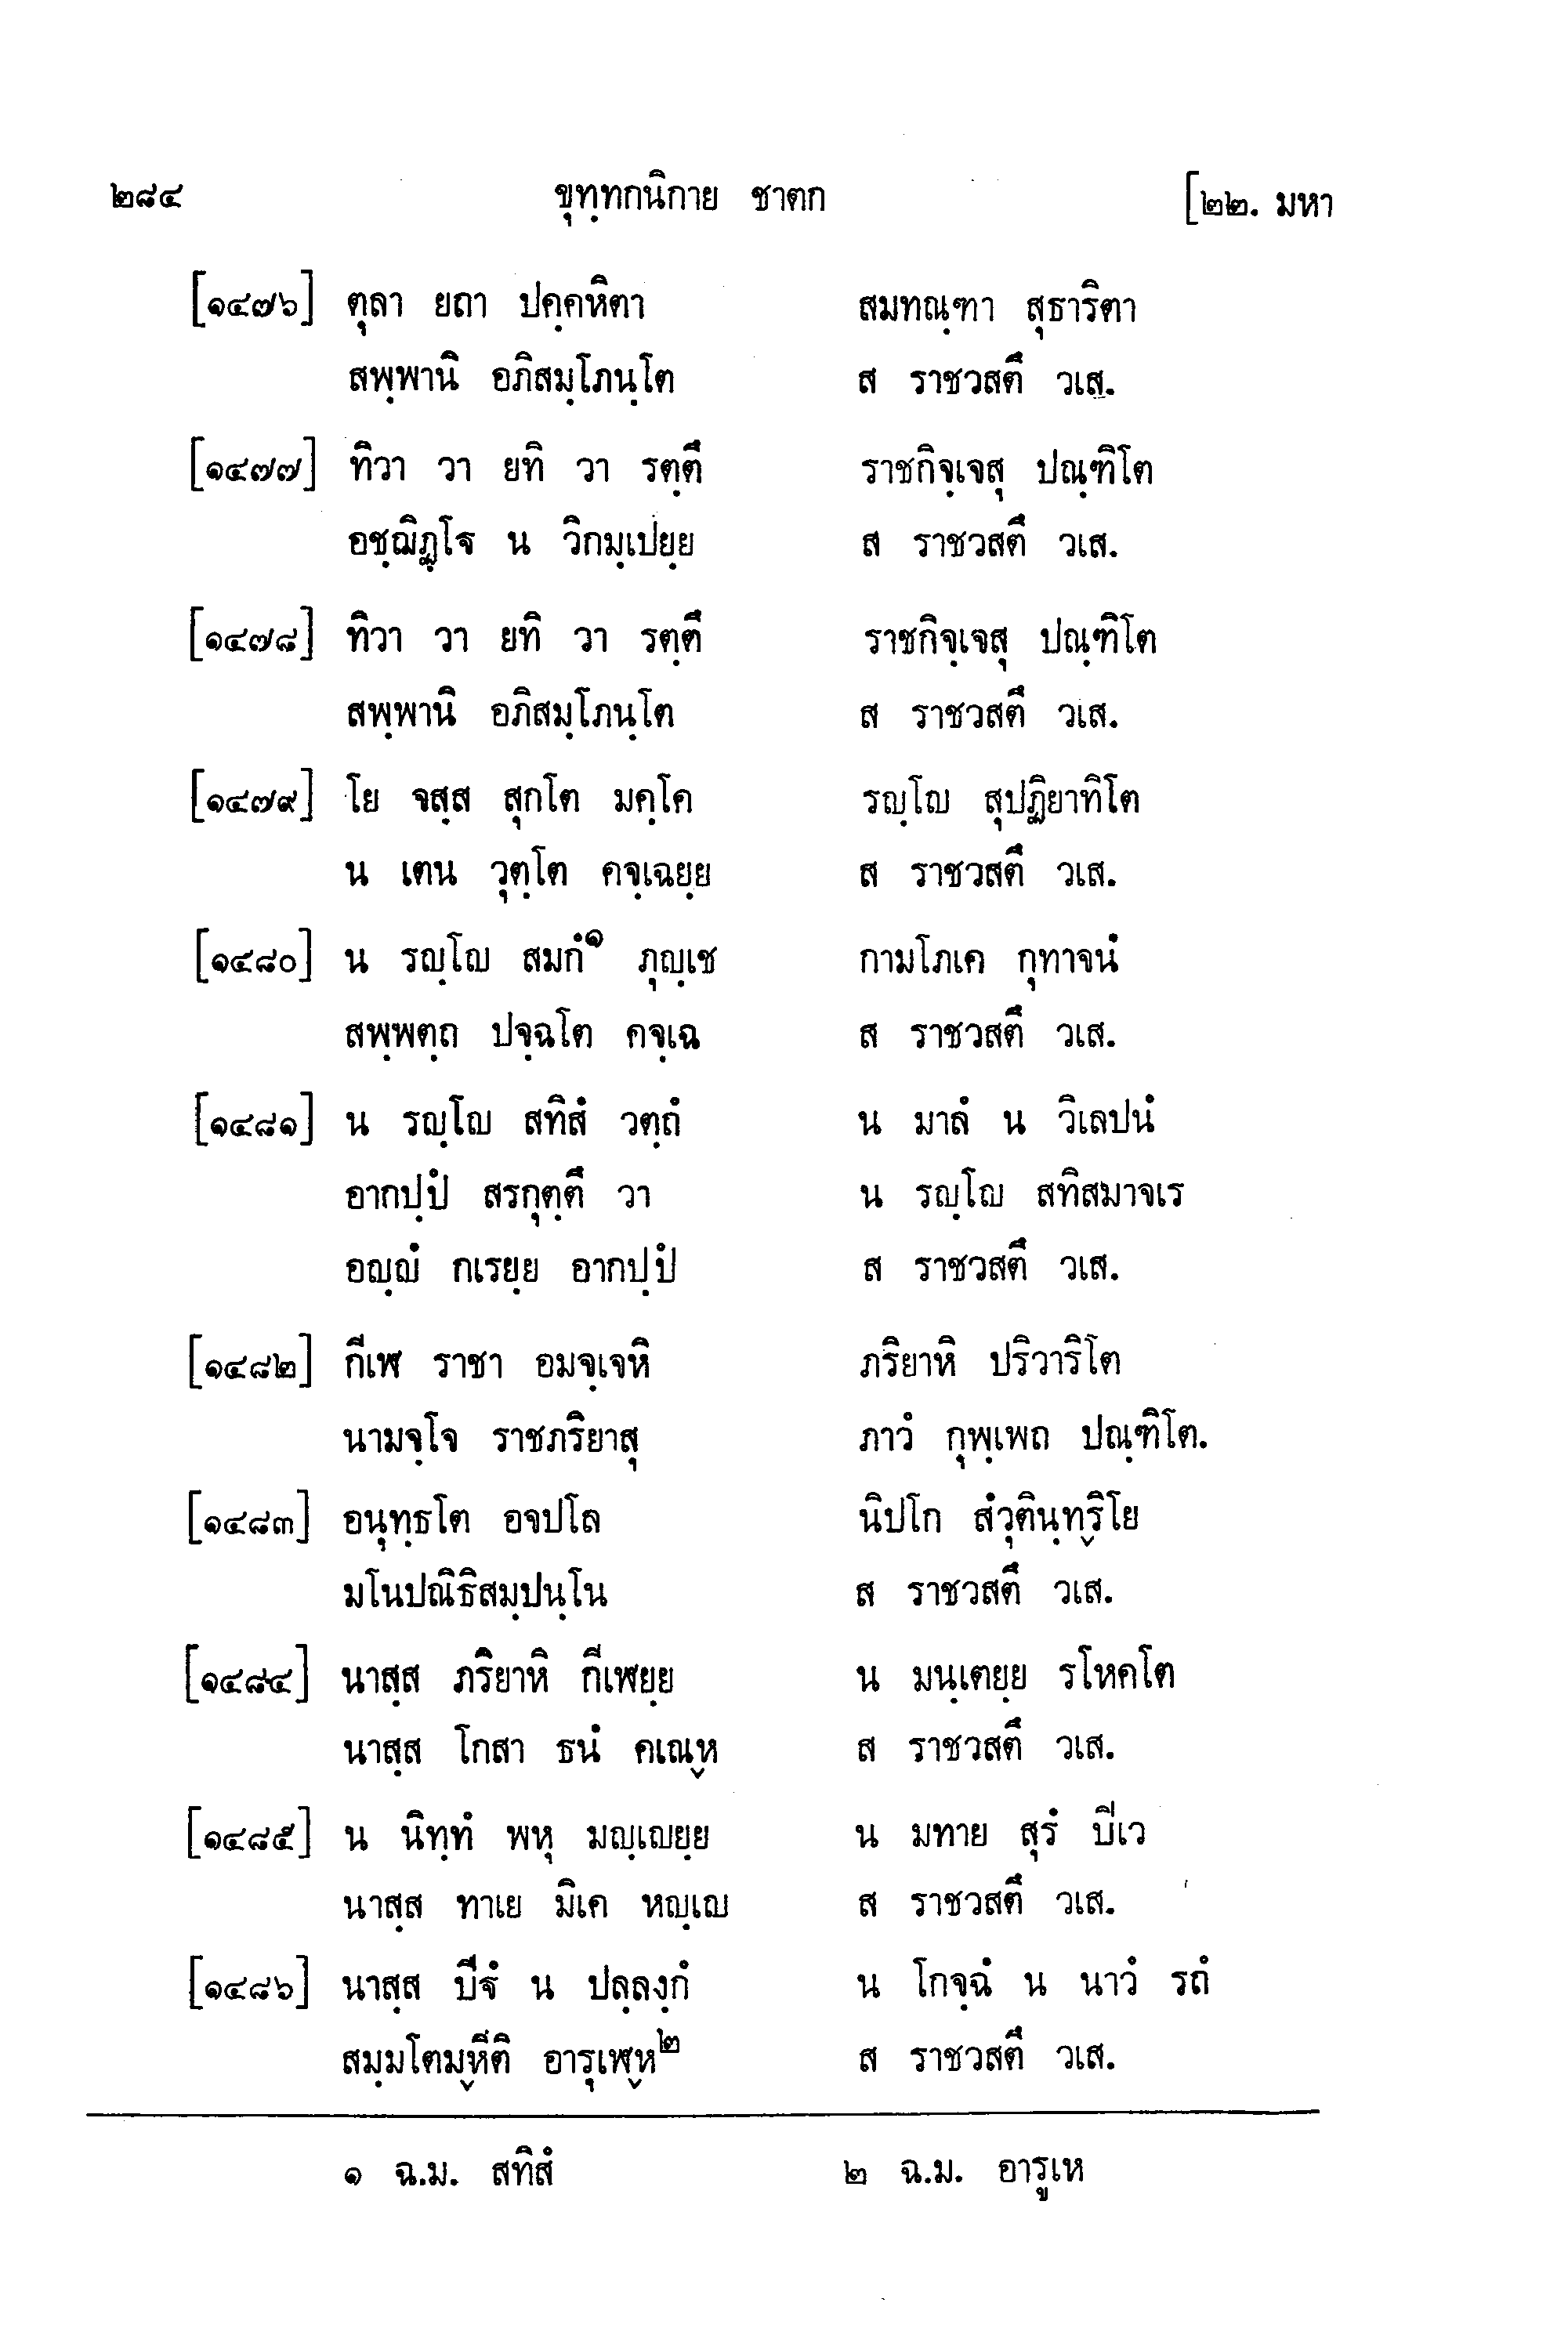 ๒๘๔ ขุทฺทกนิกาย ชาตก [๒๒. มหา
[๑๔๗๖] ตุลา ยถา ปคฺคหิตา สมทณฺฑา สุธาริตา
สพฺพานิ อภิสมฺโภนฺโต ส ราชวสตึ วเส.
[๑๔๗๗] ทิวา วา ยทิ วา รตฺตึ ราชกิจฺเจสุ ปณฺฑิโต
อชฺฌิฏฺโฐ น วิกมฺเปยฺย ส ราชวสตึ วเส.
[๑๔๗๘] ทิวา วา ยทิ วา รตฺตึ ราชกิจฺเจสุ ปณฺฑิโต
สพฺพานิ อภิสมฺโภนฺโต ส ราชวสตึ วเส.
[๑๔๗๙] โย จสฺส สุกโต มคฺโค รญฺโญ สุปฏิยาทิโต
น เตน วุตฺโต คจฺเฉยฺย ส ราชวสตึ วเส.
[๑๔๘๐] น รญฺโญ สมกํ๑ ภุญฺเช กามโภเค กุทาจนํ
สพฺพตฺถ ปจฺฉโต คจฺเฉ ส ราชวสตึ วเส.
[๑๔๘๑] น รญฺโญ สทิสํ วตฺถํ น มาลํ น วิเลปนํ
อากปฺปํ สรกุตฺตึ วา น รญฺโญ สทิสมาจเร
อญฺญํ กเรยฺย อากปฺปํ ส ราชวสตึ วเส.
[๑๔๘๒] กีเฬ ราชา อมจฺเจหิ ภริยาหิ ปริวาริโต
นามจฺโจ ราชภริยาสุ ภาวํ กุพฺเพถ ปณฺฑิโต.
[๑๔๘๓] อนุทฺธโต อจปโล นิปโก สํวุตินฺทฺริโย
มโนปณิธิสมฺปนฺโน ส ราชวสตึ วเส.
[๑๔๘๔] นาสฺส ภริยาหิ กีเฬยฺย น มนฺเตยฺย รโหคโต
นาสฺส โกสา ธนํ คเณฺห ส ราชวสตึ วเส.
[๑๔๘๕] น นิทฺทํ พหุ มญฺเญยฺย น มทาย สุรํ ปีเว
นาสฺส ทาเย มิเค หญฺเญ ส ราชวสตึ วเส.
[๑๔๘๖] นาสฺส ปีฐํ น ปลฺลงฺกํ น โกจฺฉํ น นาวํ รถํ
สมฺมโตมฺหีติ อารุเฬฺห๒ ส ราชวสตึ วเส.
๑ ฉ.ม. สทิสํ ๒ ฉ.ม. อารูเห